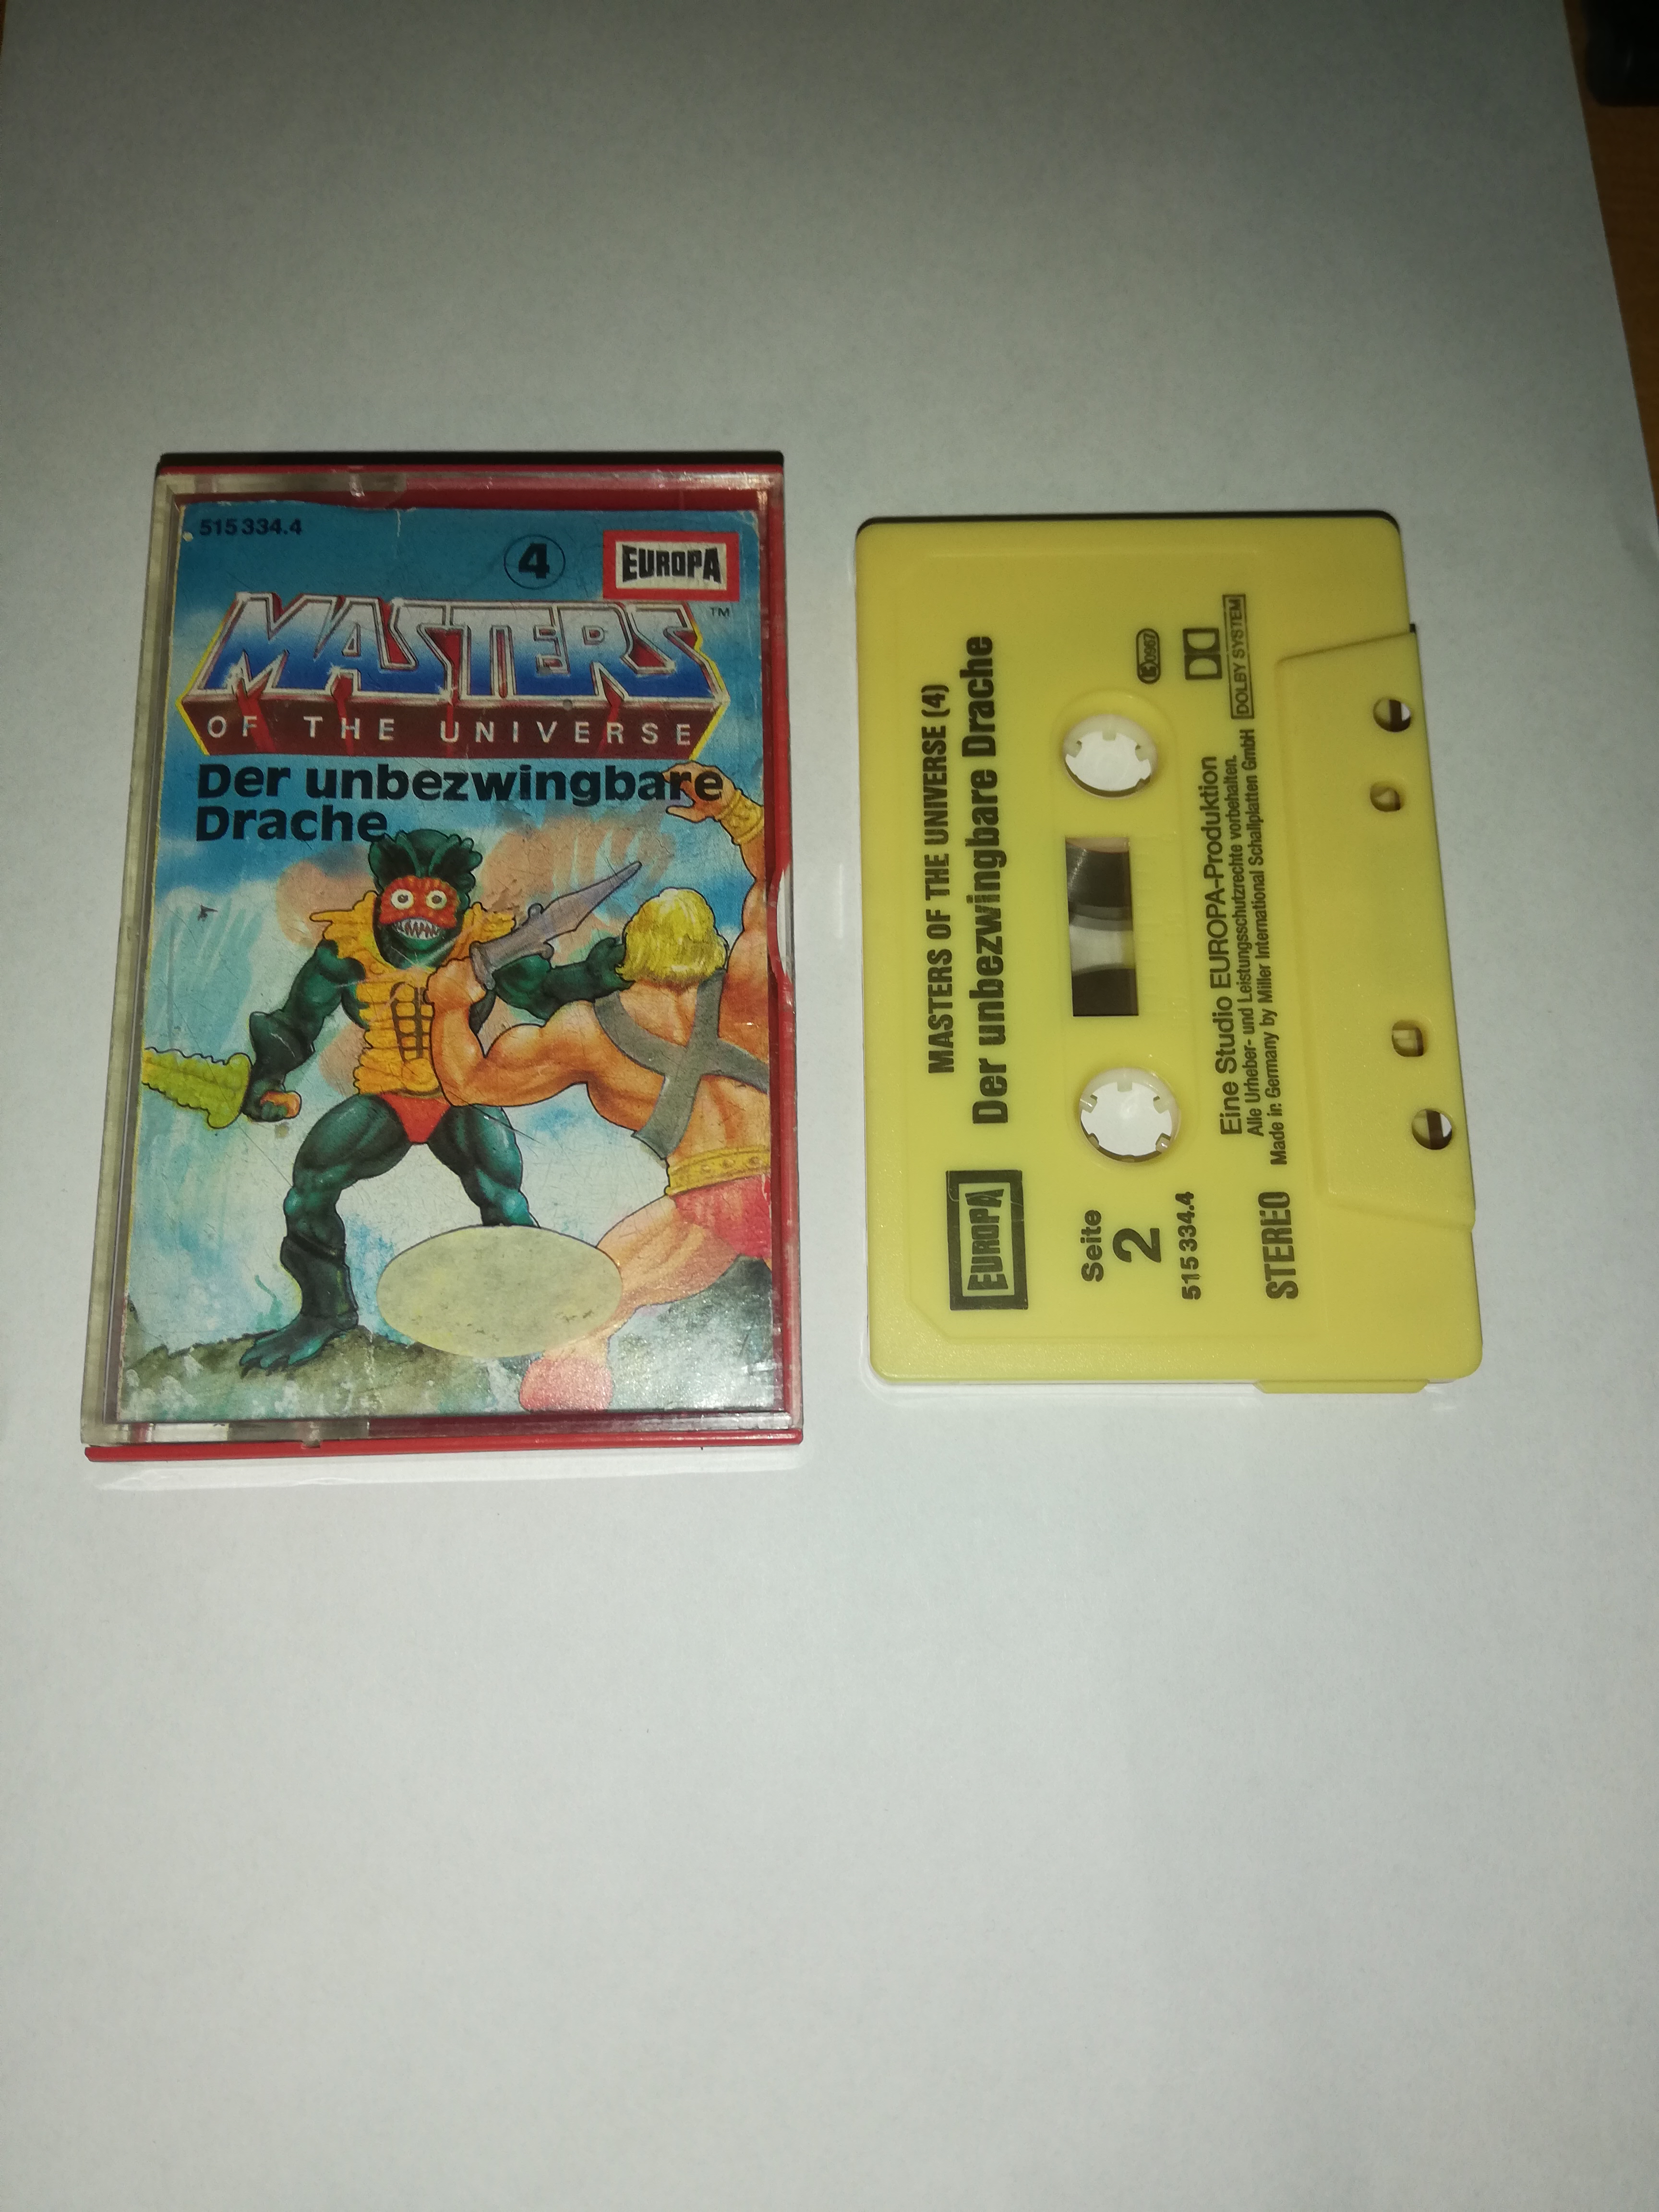 515 334.4
4
EUROPA
MASTERS™
OF THE UNIVERSE
Der unbezwingbare
Drache
MASTERS OF THE UNIVERSE (4)
Der unbezwingbare Drache
EUROPA
Seite
2
515 334.4
STEREO
Eine Studio EUROPA-Produktion
Alle Urheber- und Leistungsschutzrechte vorbehalten.
Made in Germany by Miller International Schallplatten GmbH
DOLBY SYSTEM